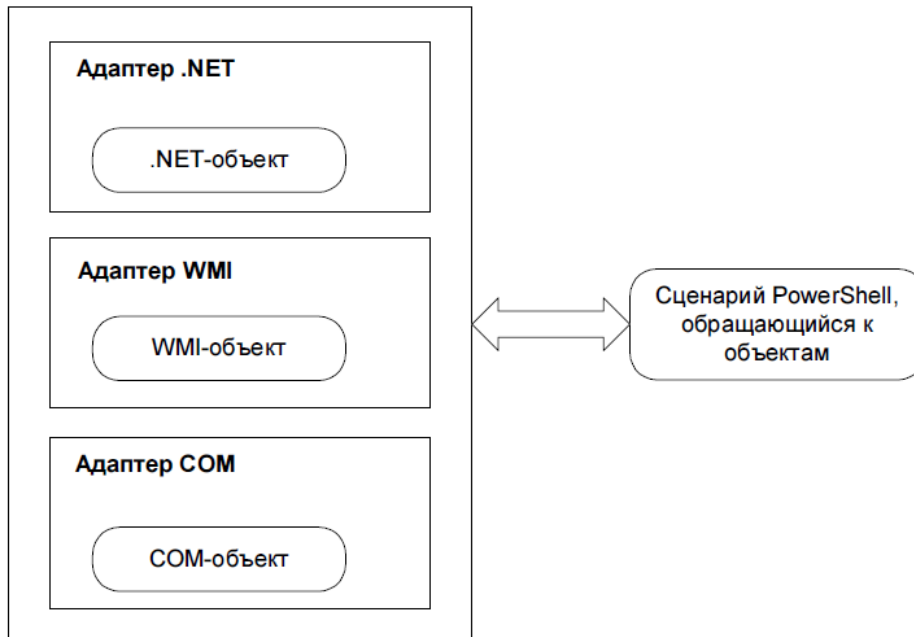 Адаптер .NET
.NET-объект
Адаптер WMI
WMI-объект
Адаптер COM
COM-объект
Сценарий PowerShell,
обращающийся к
объектам